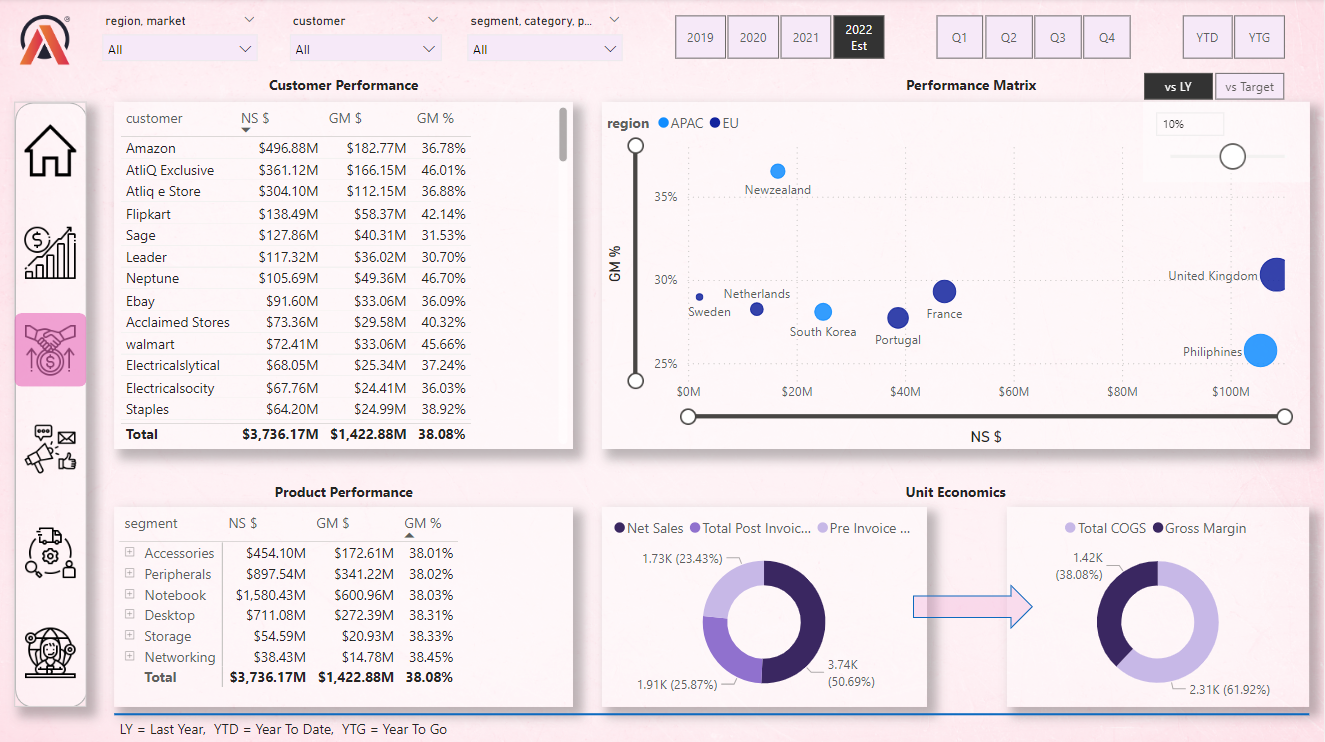 region, market
customer
segment, category, p...
All
All
All
2019
2020
2021
2022
Est
Q1
Q2
Q3
Q4
YTD
YTG
Customer Performance
customer NS $ GM $ GM %
Amazon $496.88M $182.77M 36.78%
AtliQ Exclusive $361.12M $166.15M 46.01%
Atliq e Store $304.10M $112.15M 36.88%
Flipkart $138.49M $58.37M 42.14%
Sage $127.86M $40.31M 31.53%
Leader $117.32M $36.02M 30.70%
Neptune $105.69M $49.36M 46.70%
Ebay $91.60M $33.06M 36.09%
Acclaimed Stores $73.36M $29.58M 40.32%
walmart $72.41M $33.06M 45.66%
Electricalslytical $68.05M $25.34M 37.24%
Electricalsocity $67.76M $24.41M 36.03%
Staples $64.20M $24.99M 38.92%
Total $3,736.17M $1,422.88M 38.08%
Performance Matrix
vs LY
vs Target
region APAC EU
10%
GM %
35%
30%
25%
Newzealand
United Kingdom
Netherlands
Sweden
South Korea
Portugal
France
Philiphines
$0M $20M $40M $60M $80M $100M
NS $
Product Performance
segment NS $ GM $ GM %
Accessories $454.10M $172.61M 38.01%
Peripherals $897.54M $341.22M 38.02%
Notebook $1,580.43M $600.96M 38.03%
Desktop $711.08M $272.39M 38.31%
Storage $54.59M $20.93M 38.33%
Networking $38.43M $14.78M 38.45%
Total $3,736.17M $1,422.88M 38.08%
Unit Economics
Net Sales Total Post Invoic... Pre Invoice ...
1.73K (23.43%)
3.74K
(50.69%)
1.91K (25.87%)
Total COGS Gross Margin
1.42K
(38.08%)
2.31K (61.92%)
LY = Last Year, YTD = Year To Date, YTG = Year To Go